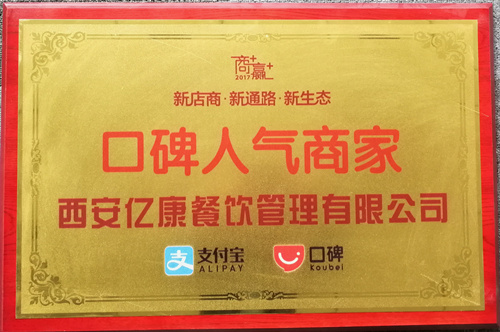 商+赢+
2017
新店商·新通路·新生态
口碑人气商家
西安亿康餐饮管理有限公司
支 支付宝 口碑
ALIPAY Koubei